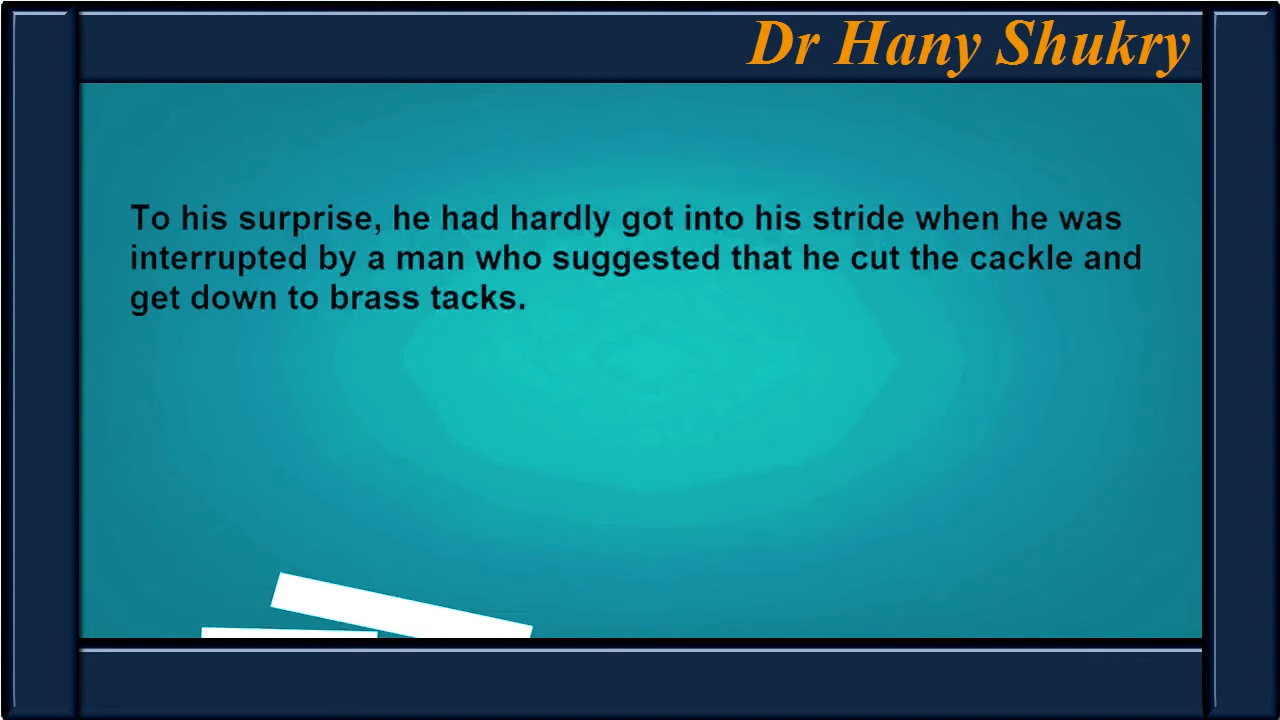 Dr Hany Shukry
To his surprise, he had hardly got into his stride when he was
interrupted by a man who suggested that he cut the cackle and
get down to brass tacks.